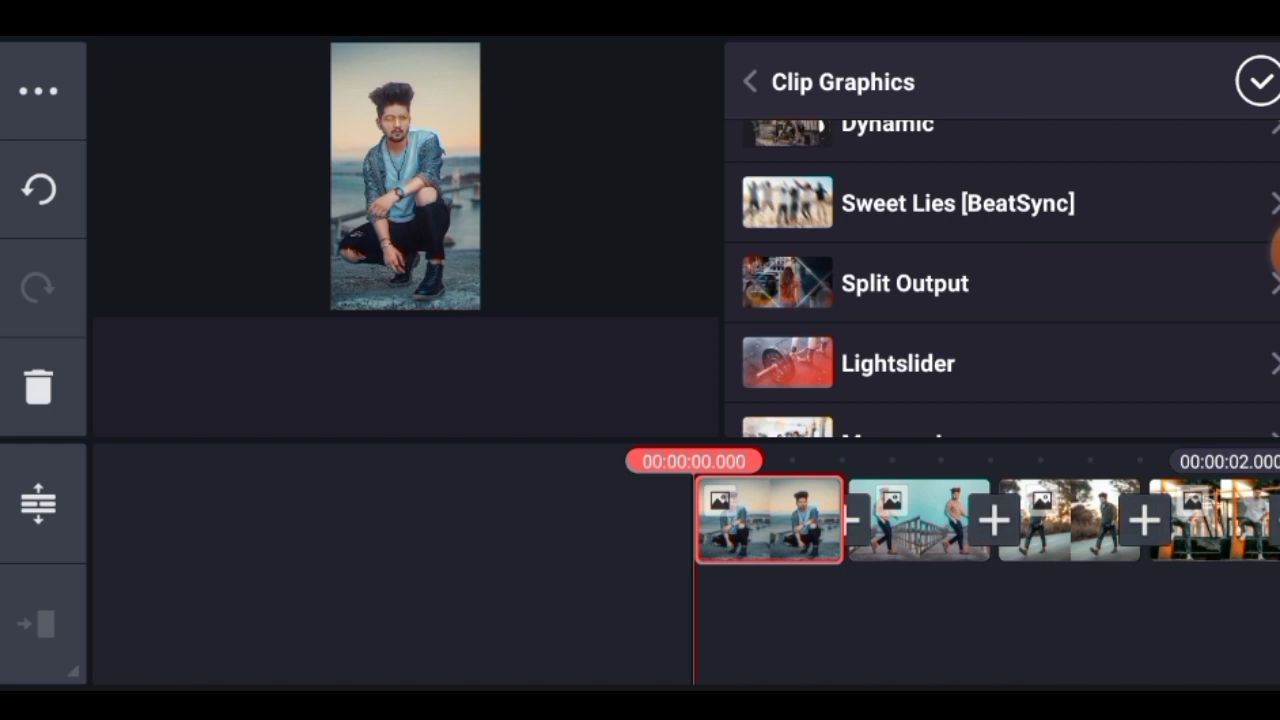 Clip Graphics
Dynamic
Sweet Lies [BeatSync]
Split Output
Lightslider
00:00:00.000
00:00:02.000